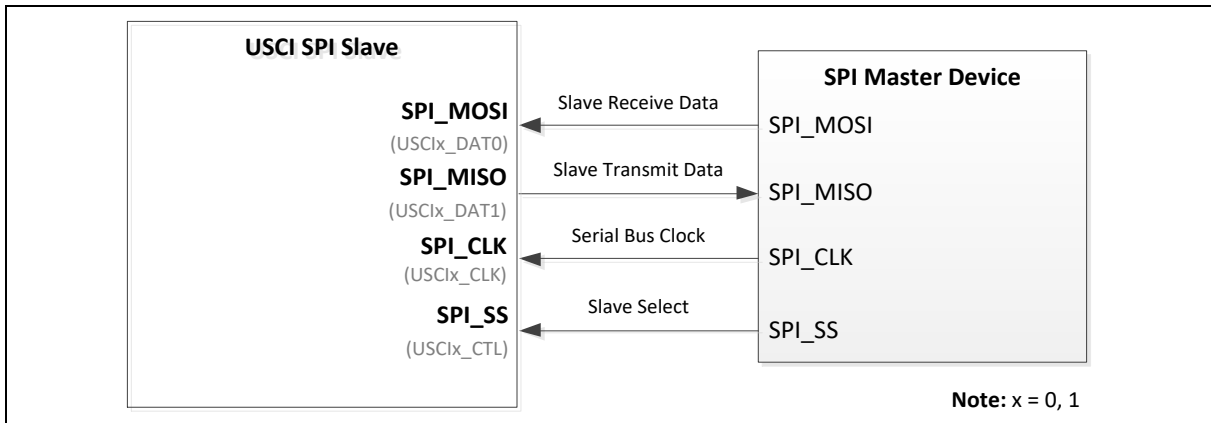 USCI SPI Slave
SPI_MOSI
(USCIx_DAT0)
SPI_MISO
(USCIx_DAT1)
SPI_CLK
(USCIx_CLK)
SPI_SS
(USCIx_CTL)
Slave Receive Data
Slave Transmit Data
Serial Bus Clock
Slave Select
SPI Master Device
SPI_MOSI
SPI_MISO
SPI_CLK
SPI_SS
Note: x = 0, 1